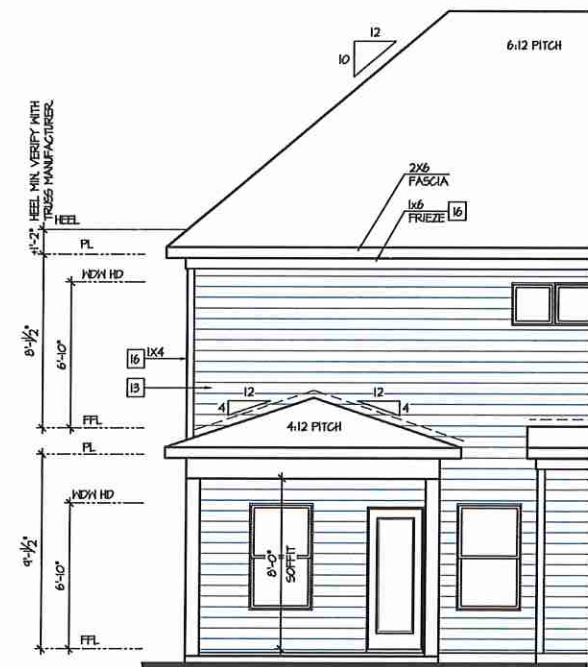 12
10
6:12 PITCH
HEEL MIN. VERIFY WITH
TRUSS MANUFACTURER.
±1'-2"
HEEL
PL
2X6
FASCIA
1x6
FRIEZE 16
WDW HD
8'-1/2"
6'-10"
16 1X4
13
12
4
12
4
4:12 PITCH
FFL
PL
WDW HD
9'-1/2"
6'-10"
8'-0"
SOFFIT
FFL